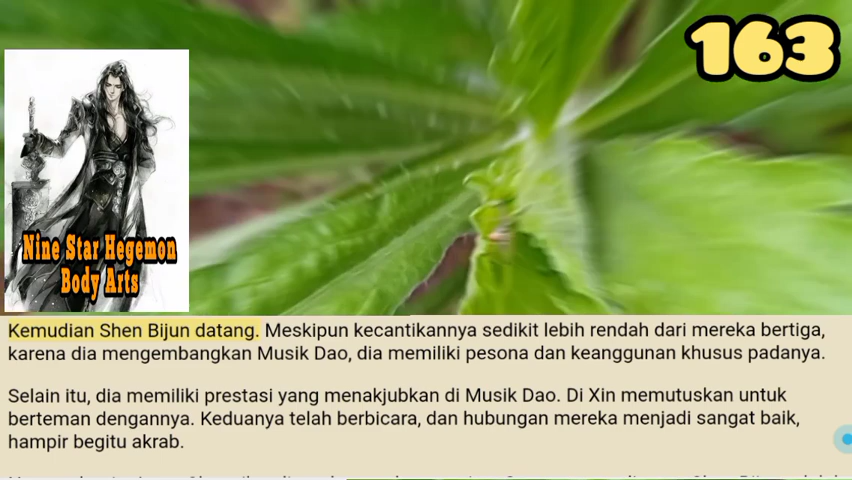 163
Nine Star Hegemon
Body Arts
Kemudian Shen Bijun datang. Meskipun kecantikannya sedikit lebih rendah dari mereka bertiga,
karena dia mengembangkan Musik Dao, dia memiliki pesona dan keanggunan khusus padanya.
Selain itu, dia memiliki prestasi yang menakjubkan di Musik Dao. Di Xin memutuskan untuk
berteman dengannya. Keduanya telah berbicara, dan hubungan mereka menjadi sangat baik,
hampir begitu akrab.